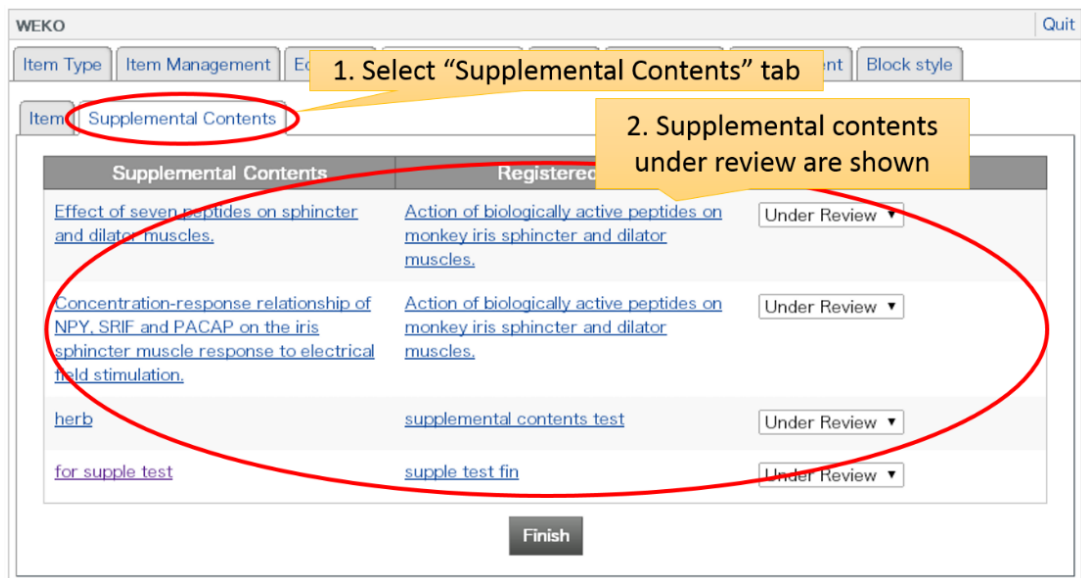 WEKO
Quit
Item Type
Item Management
1. Select “Supplemental Contents” tab
Block style
Item
Supplemental Contents
2. Supplemental contents
under review are shown
Supplemental Contents
Registered
Effect of seven peptides on sphincter
and dilator muscles.
Action of biologically active peptides on
monkey iris sphincter and dilator
muscles.
Under Review ▼
Concentration-response relationship of
NPY, SRIF and PACAP on the iris
sphincter muscle response to electrical
field stimulation.
Action of biologically active peptides on
monkey iris sphincter and dilator
muscles.
Under Review ▼
herb
supplemental contents test
Under Review ▼
for supple test
supple test fin
Under Review ▼
Finish